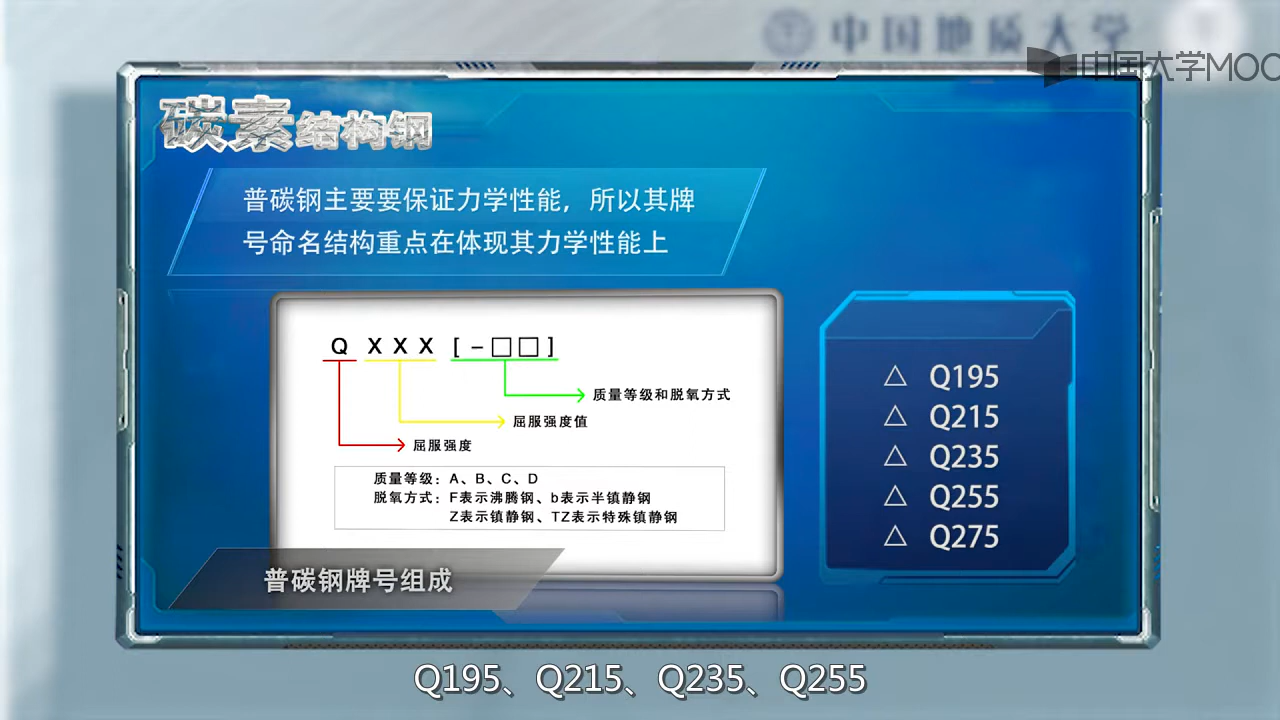 中国地质大学
中国大学MOO
碳素结构钢
普碳钢主要要保证力学性能，所以其牌
号命名结构重点在体现其力学性能上
Q XXX [-□□]
质量等级和脱氧方式
屈服强度值
屈服强度
质量等级：A、B、C、D
脱氧方式：F表示沸腾钢、b表示半镇静钢
Z表示镇静钢、TZ表示特殊镇静钢
普碳钢牌号组成
△ Q195
△ Q215
△ Q235
△ Q255
△ Q275
Q195、Q215、Q235、Q255